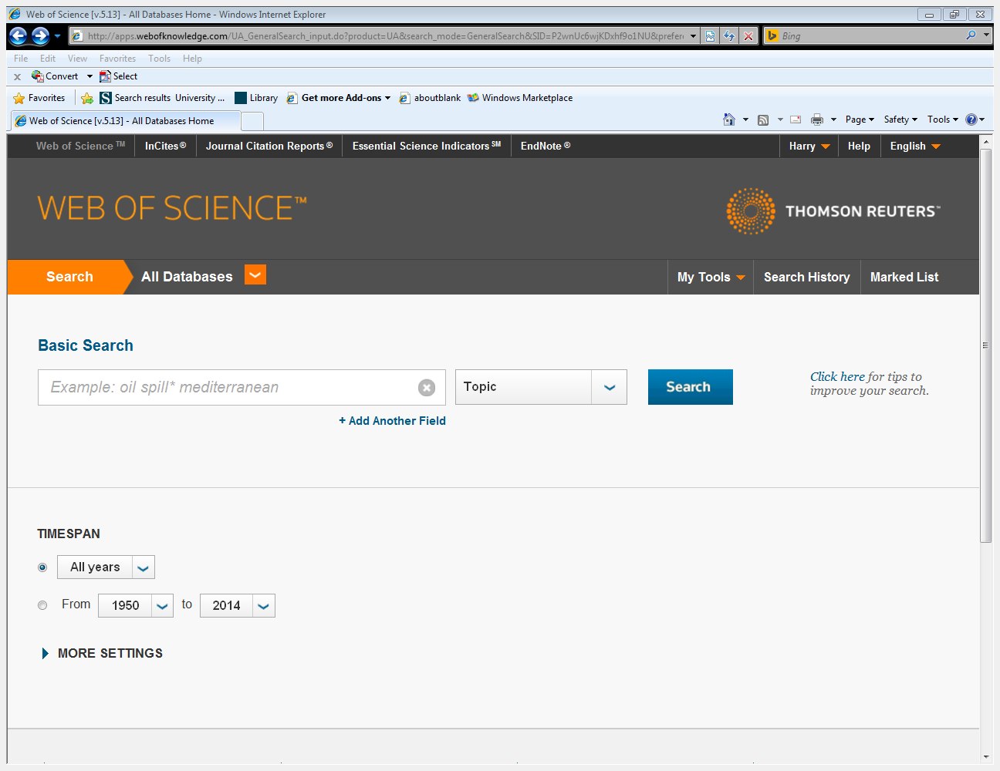 Web of Science [v.5.13] - All Databases Home - Windows Internet Explorer
http://apps.webofknowledge.com/UA_GeneralSearch_input.do?product=UA&search_mode=GeneralSearch&SID=P2wnUc6wjKDxhf9o1NU&prefer
Bing
File Edit View Favorites Tools Help
x Convert Select
Favorites Search results University ... Library Get more Add-ons aboutblank Windows Marketplace
Web of Science [v.5.13] - All Databases Home
Page Safety Tools
Web of Science ™ InCites® Journal Citation Reports® Essential Science Indicators℠ EndNote®
Harry Help English
WEB OF SCIENCE™
THOMSON REUTERS™
Search All Databases
My Tools Search History Marked List
Basic Search
Example: oil spill* mediterranean
Topic
Search
Click here for tips to
improve your search.
+ Add Another Field
TIMESPAN
All years
From 1950 to 2014
MORE SETTINGS